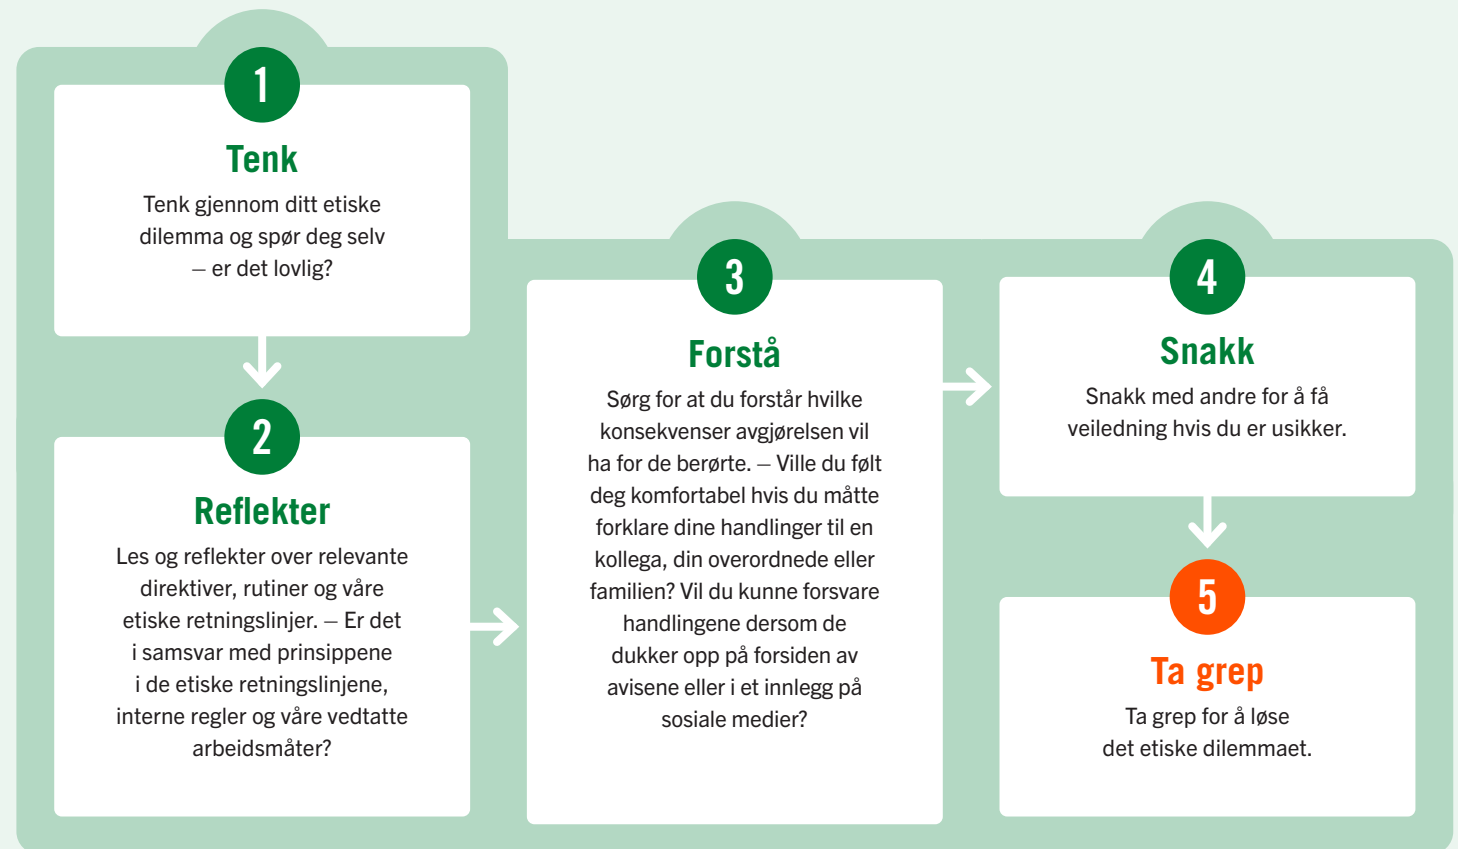 1
Tenk
Tenk gjennom ditt etiske
dilemma og spør deg selv
– er det lovlig?
2
Reflekter
Les og reflekter over relevante
direktiver, rutiner og våre
etiske retningslinjer. – Er det
i samsvar med prinsippene
i de etiske retningslinjene,
interne regler og våre vedtatte
arbeidsmåter?
3
Forstå
Sørg for at du forstår hvilke
konsekvenser avgjørelsen vil
ha for de berørte. – Ville du følt
deg komfortabel hvis du måtte
forklare dine handlinger til en
kollega, din overordnede eller
familien? Vil du kunne forsvare
handlingene dersom de
dukker opp på forsiden av
avisene eller i et innlegg på
sosiale medier?
4
Snakk
Snakk med andre for å få
veiledning hvis du er usikker.
5
Ta grep
Ta grep for å løse
det etiske dilemmaet.